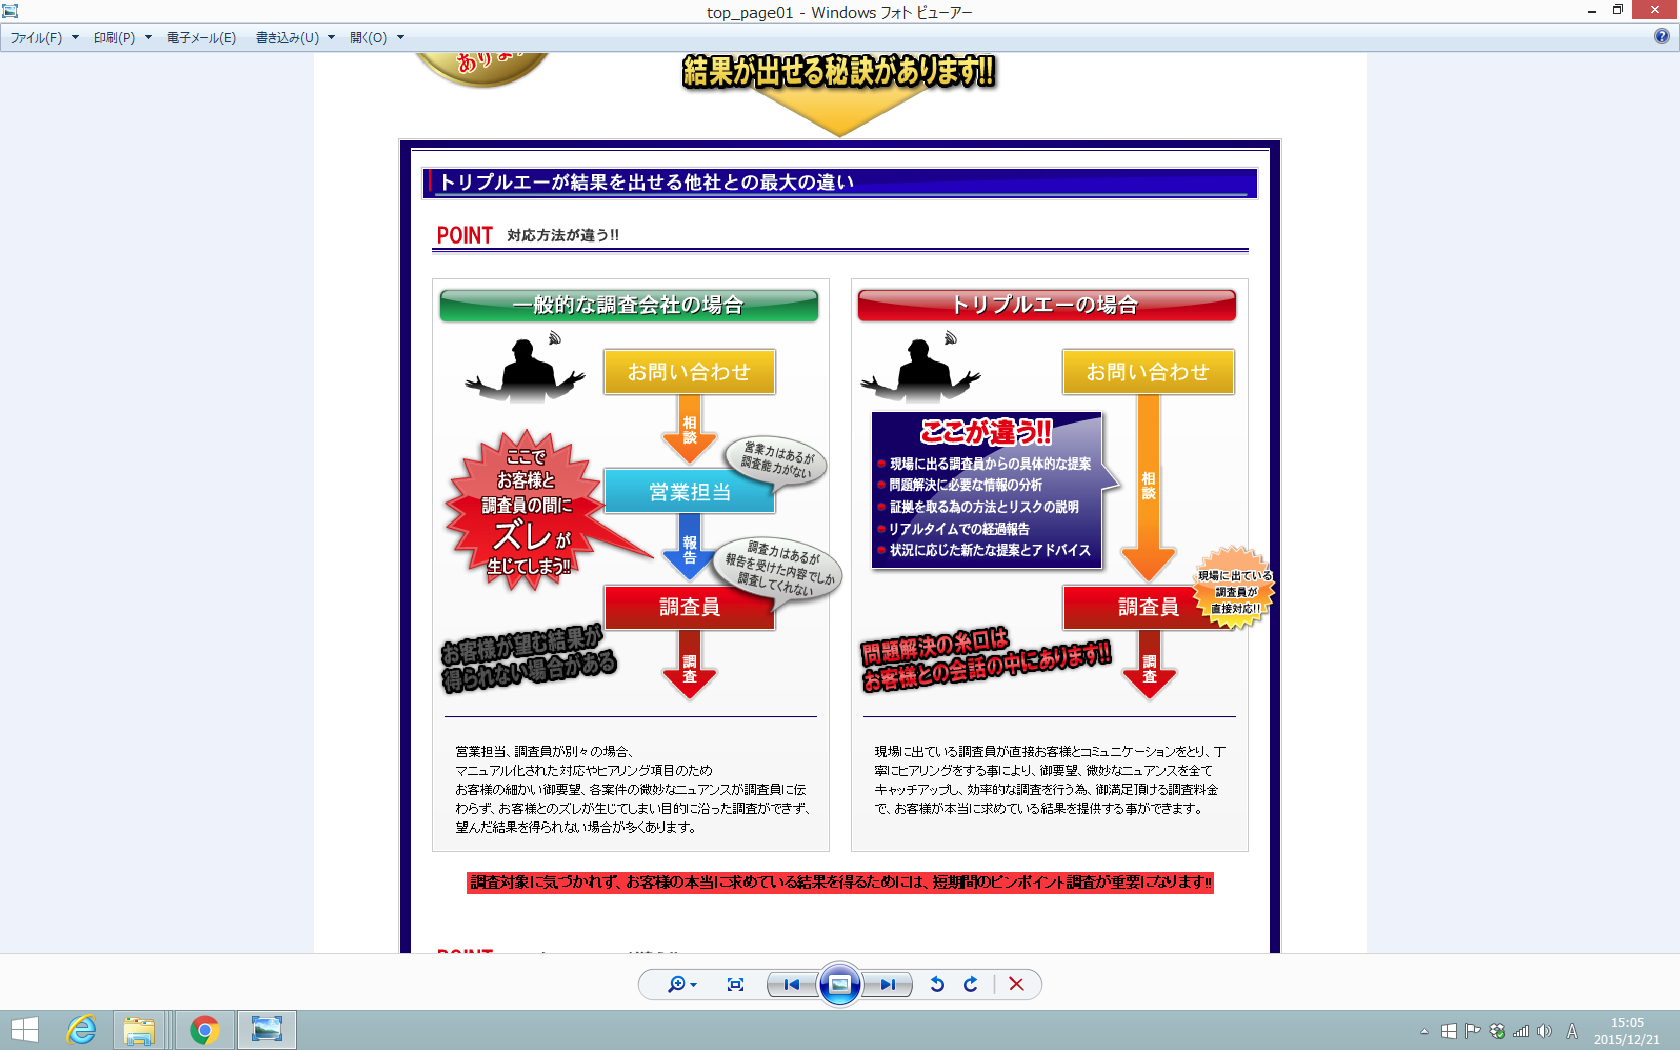 top_page01 - Windows フォト ビューアー
ファイル(F) 印刷(P) 電子メール(E) 書き込み(U) 開く(O)
結果が出せる秘訣があります!!
トリプルエーが結果を出せる他社との最大の違い
POINT 対応方法が違う!!
一般的な調査会社の場合
お問い合わせ
相談
営業力はあるが
調査能力がない
営業担当
ここで
お客様と
調査員の間に
ズレが
生じてしまう!!
報告
調査力はあるが
報告を受けた内容でしか
調査してくれない
調査員
お客様が望む結果が
得られない場合がある
調査
営業担当、調査員が別々の場合、
マニュアル化された対応やヒアリング項目のため
お客様の細かい御要望、各案件の微妙なニュアンスが調査員に伝
わらず、お客様とのズレが生じてしまい目的に沿った調査ができず、
望んだ結果を得られない場合が多くあります。
トリプルエーの場合
お問い合わせ
ここが違う!!
現場に出る調査員からの具体的な提案
問題解決に必要な情報の分析
証拠を取る為の方法とリスクの説明
リアルタイムでの経過報告
状況に応じた新たな提案とアドバイス
相談
現場に出ている
調査員が
直接対応!!
調査員
問題解決の糸口は
お客様との会話の中にあります!!
調査
現場に出ている調査員が直接お客様とコミュニケーションをとり、丁
寧にヒアリングをする事により、御要望、微妙なニュアンスを全て
キャッチアップし、効率的な調査を行う為、御満足頂ける調査料金
で、お客様が本当に求めている結果を提供する事ができます。
調査対象に気づかれず、お客様の本当に求めている結果を得るためには、短期間のピンポイント調査が重要になります!!
A
15:05
2015/12/21